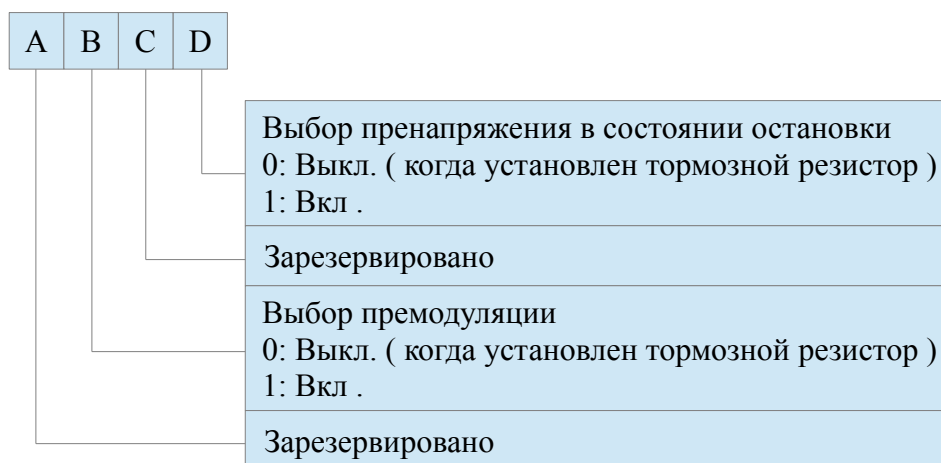 A B C D
Выбор пренапряжения в состоянии остановки
0: Выкл. ( когда установлен тормозной резистор )
1: Вкл .
Зарезервировано
Выбор премодуляции
0: Выкл. ( когда установлен тормозной резистор )
1: Вкл .
Зарезервировано